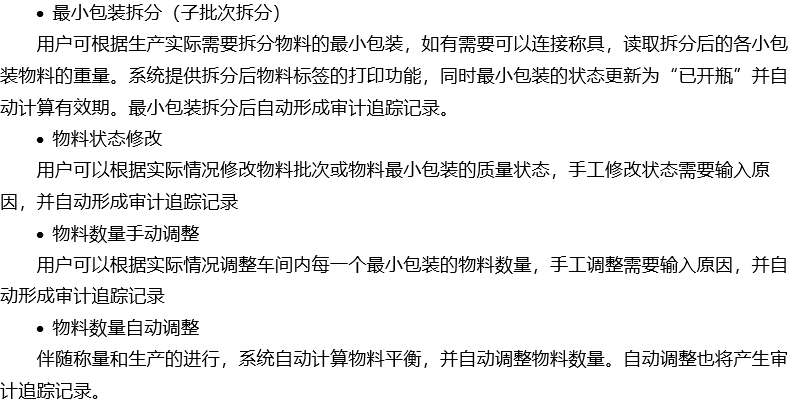 • 最小包装拆分（子批次拆分）
用户可根据生产实际需要拆分物料的最小包装，如有需要可以连接称具，读取拆分后的各小包
装物料的重量。系统提供拆分后物料标签的打印功能，同时最小包装的状态更新为“已开瓶”并自
动计算有效期。最小包装拆分后自动形成审计追踪记录。
• 物料状态修改
用户可以根据实际情况修改物料批次或物料最小包装的质量状态，手工修改状态需要输入原
因，并自动形成审计追踪记录
• 物料数量手动调整
用户可以根据实际情况调整车间内每一个最小包装的物料数量，手工调整需要输入原因，并自
动形成审计追踪记录
• 物料数量自动调整
伴随称量和生产的进行，系统自动计算物料平衡，并自动调整物料数量。自动调整也将产生审
计追踪记录。